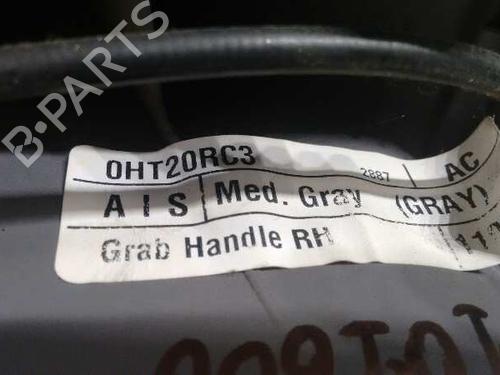 B-PARTS
0HT20RC3 2887 AC
A I S Med. Gray (GRAY)
Grab Handle RH